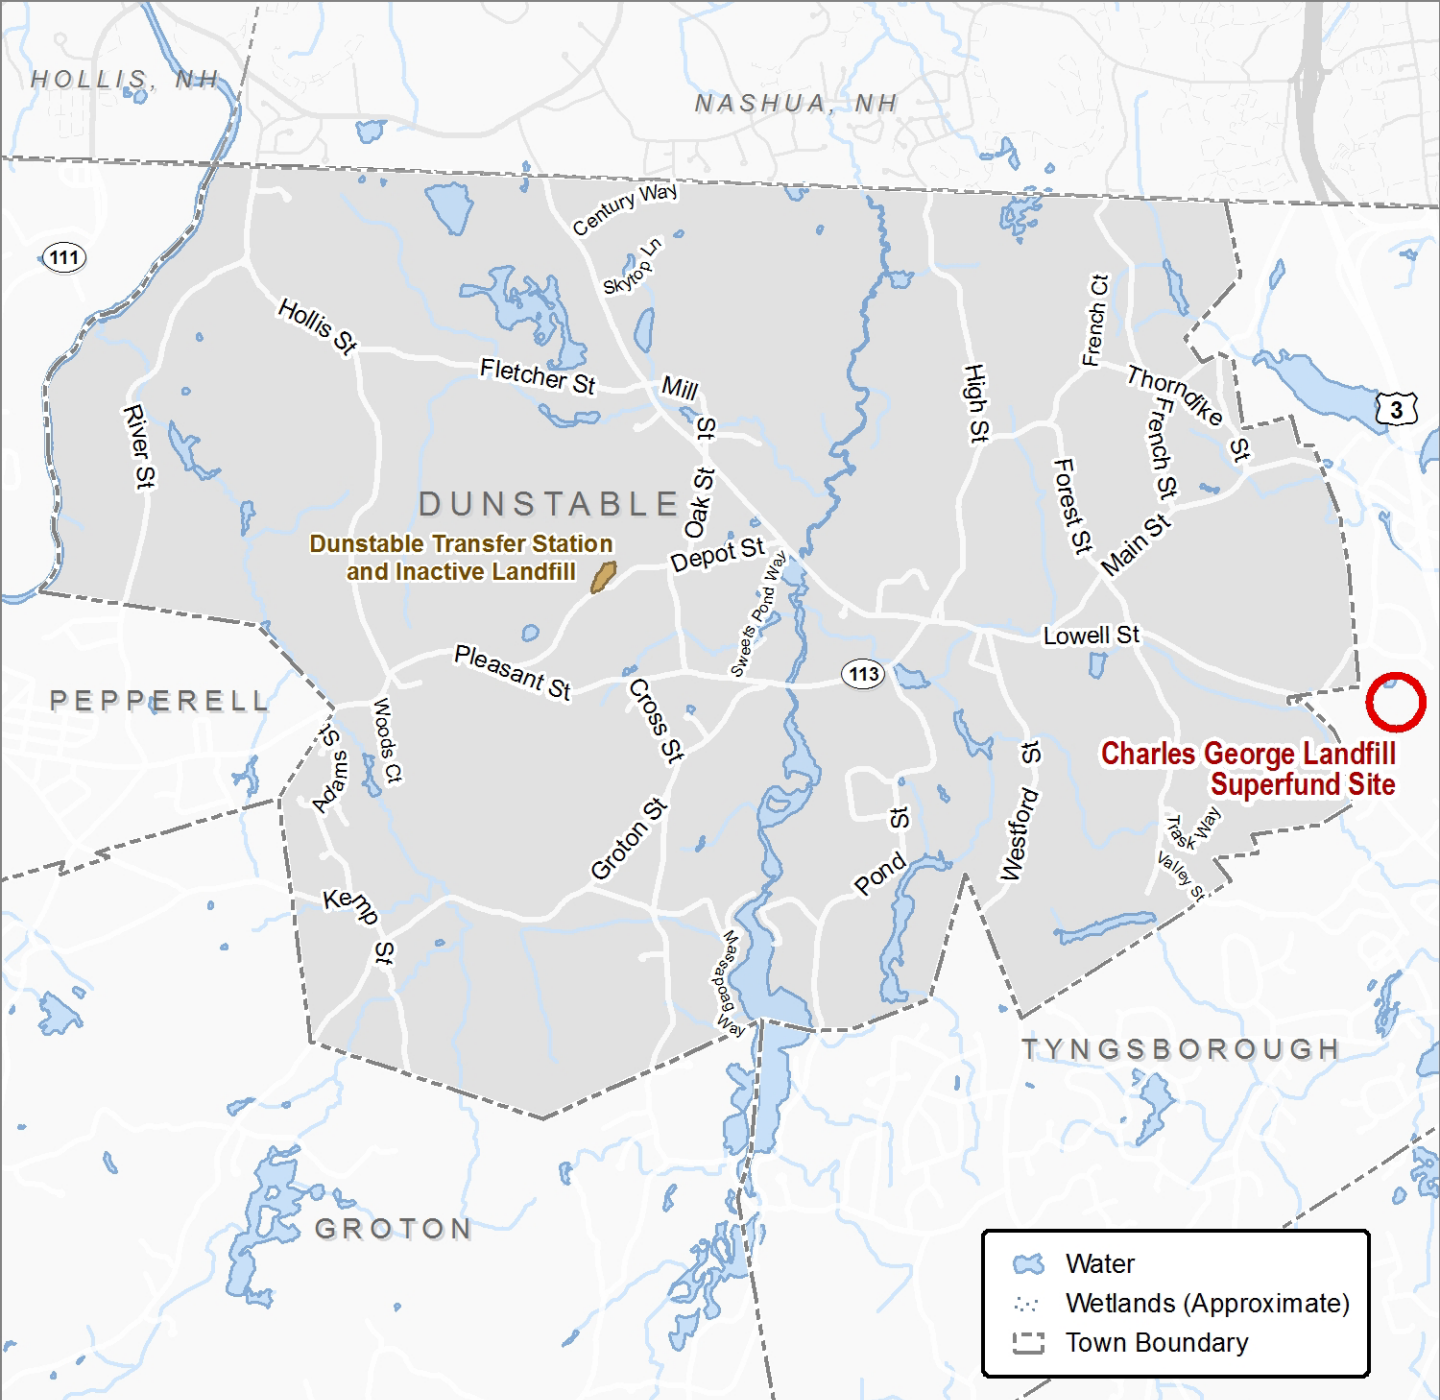 HOLLIS, NH
NASHUA, NH
Century Way
Skytop Ln
111
Hollis St
French Ct
Fletcher St
Mill St
High St
Thorndike St
3
River St
French St
DUNSTABLE
Oak St
Forest St
Main St
Dunstable Transfer Station
and Inactive Landfill
Depot St
Sweets Pond Way
Lowell St
Pleasant St
113
PEPPERELL
Woods Ct
Cross St
Adams St
Charles George Landfill
Superfund Site
Groton St
Pond St
Westford St
Trask Way
Valley St
Kemp St
Massapoag Way
TYNGSBOROUGH
GROTON
Water
Wetlands (Approximate)
Town Boundary